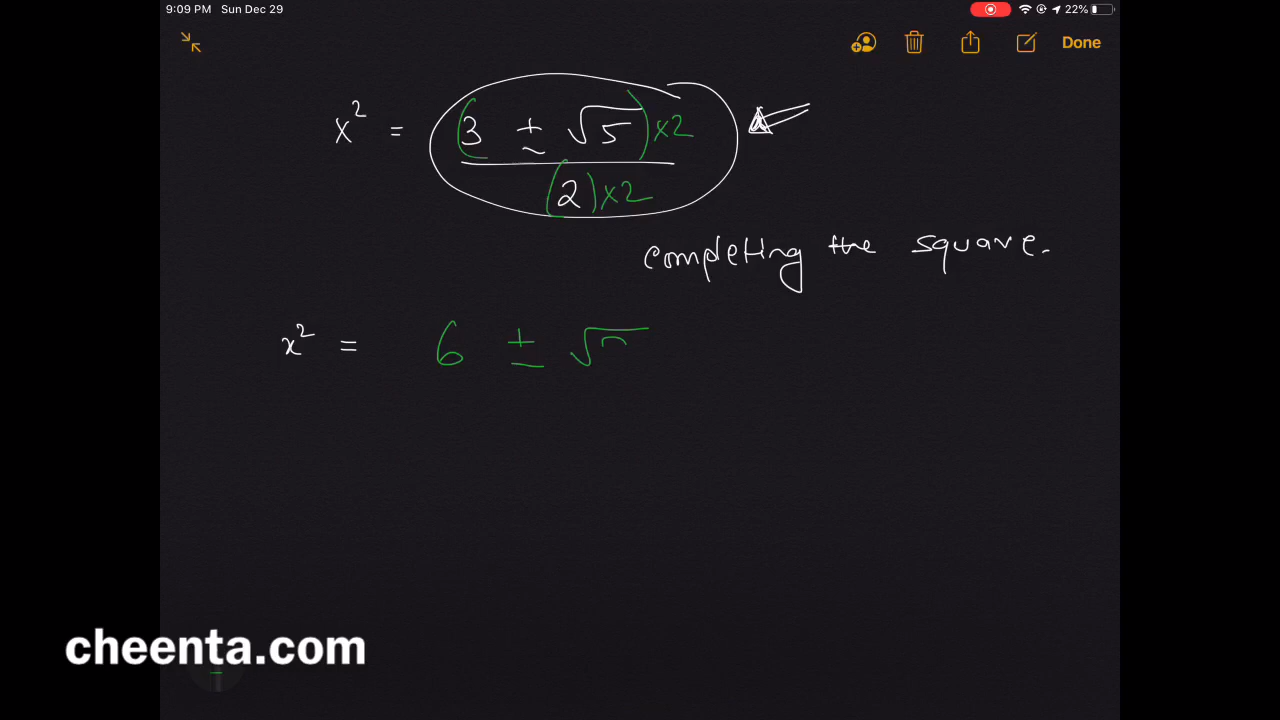 9:09 PM Sun Dec 29
22%
Done
x² = (3 ± √5)×2
(2)×2
completing the square.
x² = 6 ± √
cheenta.com